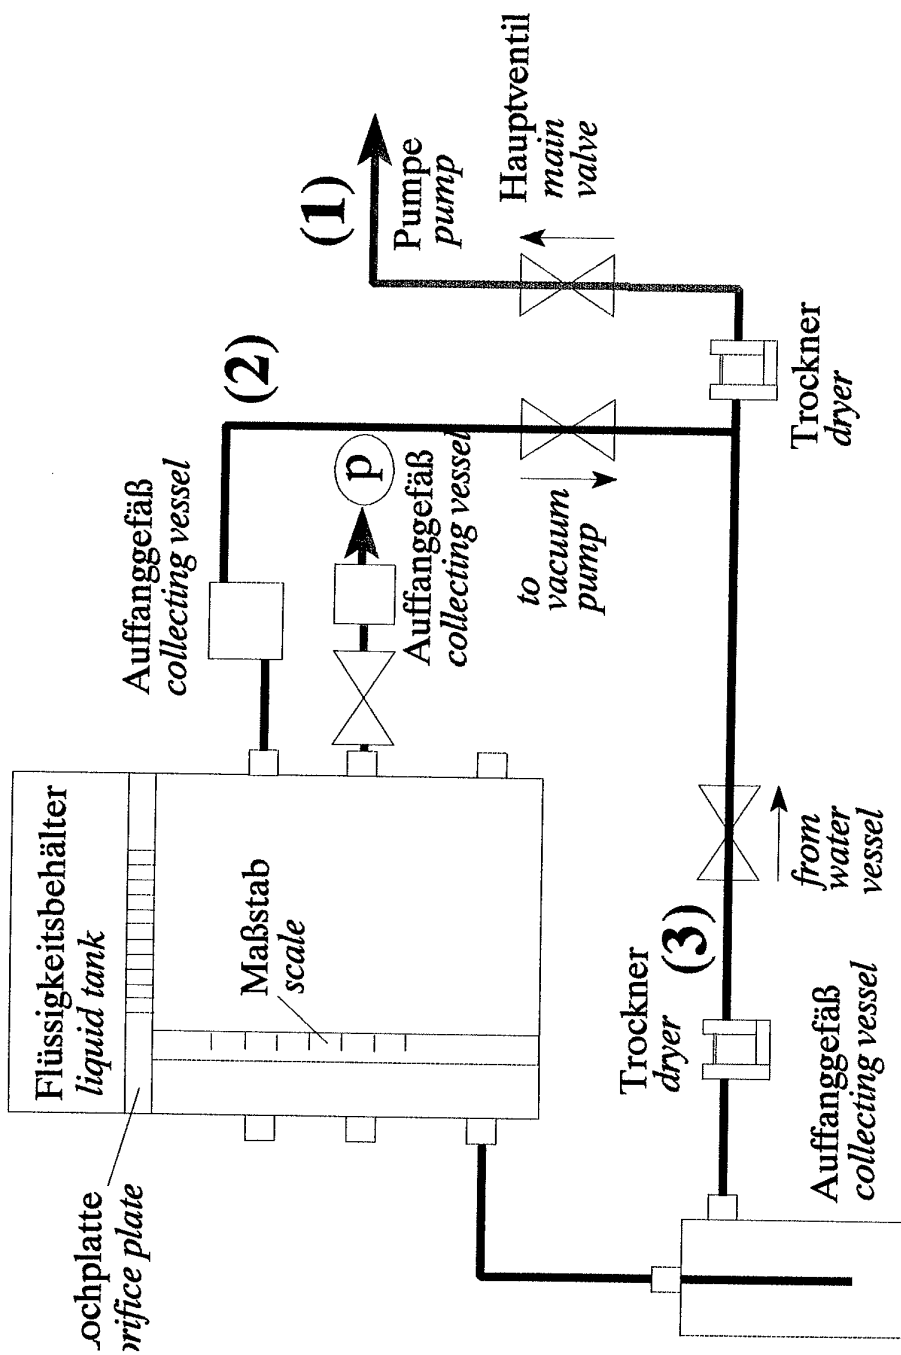 Flüssigkeitsbehälter
liquid tank
ochplatte
orifice plate
Auffanggefäß
collecting vessel
(2)
Maßstab
scale
(1)
p
Pumpe
pump
Auffanggefäß
collecting vessel
Hauptventil
main
valve
to
vacuum
pump
Trockner
dryer
(3)
Trockner
dryer
from
water
vessel
Auffanggefäß
collecting vessel